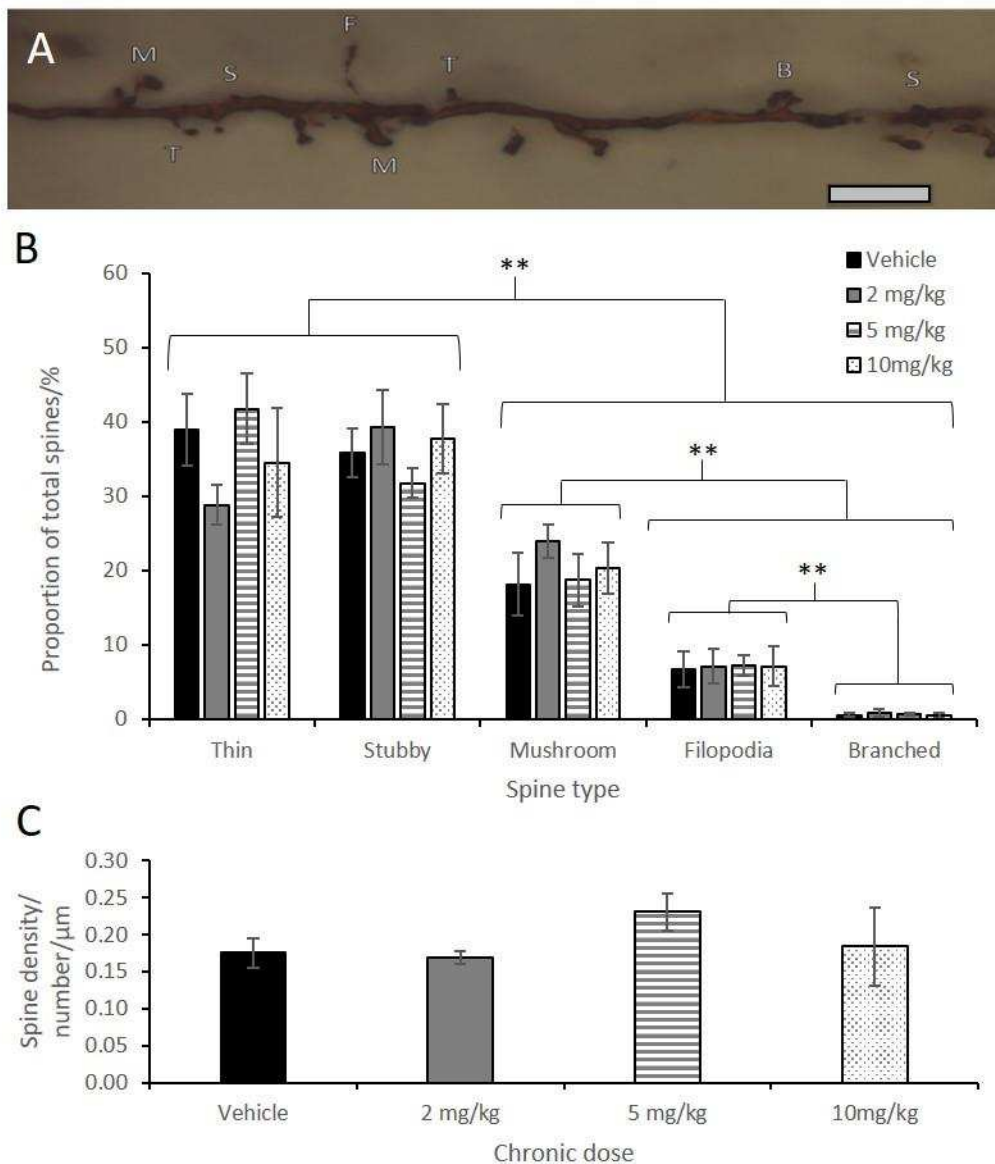 A
M
S
F
T
B
S
T
M
B
**
Vehicle
2 mg/kg
5 mg/kg
10mg/kg
**
**
Proportion of total spines/%
60
50
40
30
20
10
0
Thin Stubby Mushroom Filopodia Branched
Spine type
C
Spine density/
number/µm
0.30
0.25
0.20
0.15
0.10
0.05
0.00
Vehicle 2 mg/kg 5 mg/kg 10mg/kg
Chronic dose